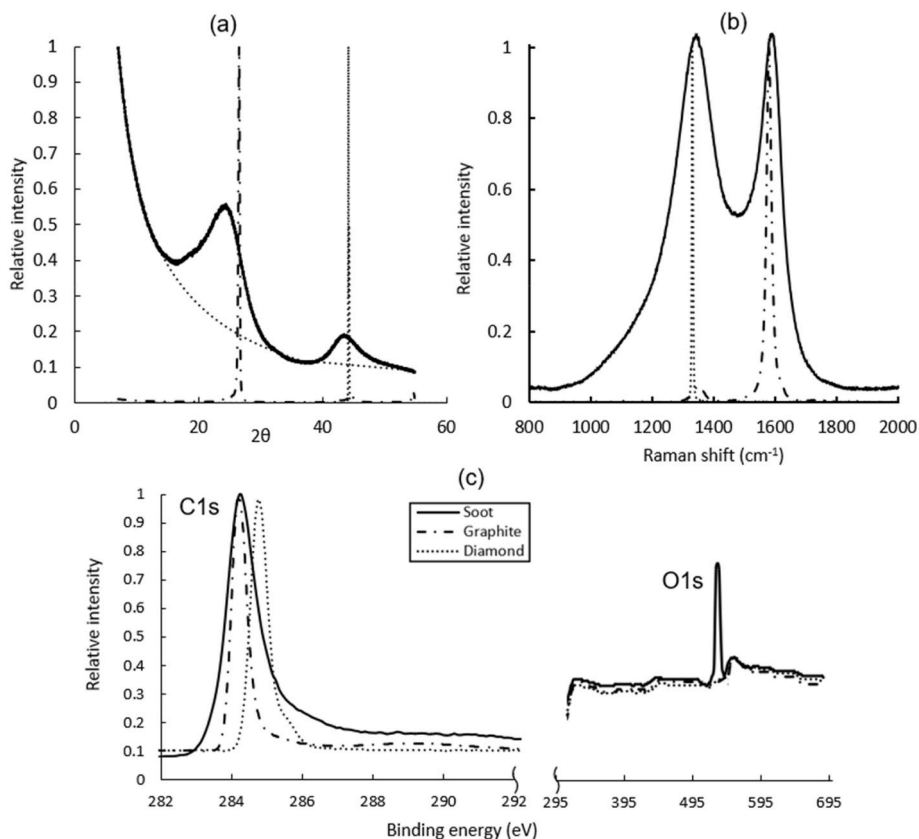 (a)
Relative intensity
1
0.9
0.8
0.7
0.6
0.5
0.4
0.3
0.2
0.1
0
0 20 40 60
2θ
(b)
Relative intensity
1
0.8
0.6
0.4
0.2
0
800 1000 1200 1400 1600 1800 2000
Raman shift (cm-1)
(c)
C1s
Relative intensity
1
0.9
0.8
0.7
0.6
0.5
0.4
0.3
0.2
0.1
0
282 284 286 288 290 292
Soot
Graphite
Diamond
O1s
295 395 495 595 695
Binding energy (eV)